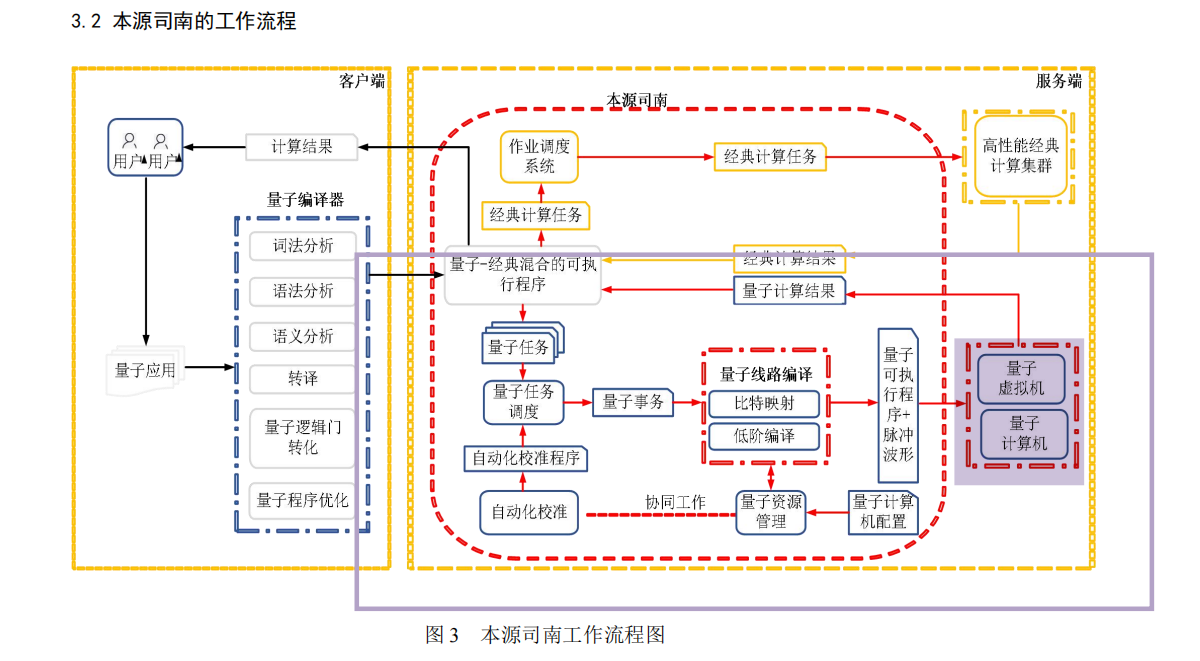 3.2 本源司南的工作流程
客户端
服务端
本源司南
用户 用户
计算结果
作业调度
系统
经典计算任务
高性能经典
计算集群
量子编译器
经典计算任务
词法分析
量子-经典混合的可执
行程序
经典计算结果
语法分析
量子计算结果
语义分析
量子任务
量子应用
转译
量子任务
调度
量子事务
量子线路编译
比特映射
低阶编译
量子
可执
行程
序+
脉冲
波形
量子
虚拟机
量子
计算机
量子逻辑门
转化
自动化校准程序
量子程序优化
自动化校准
协同工作
量子资源
管理
量子计算
机配置
图 3 本源司南工作流程图